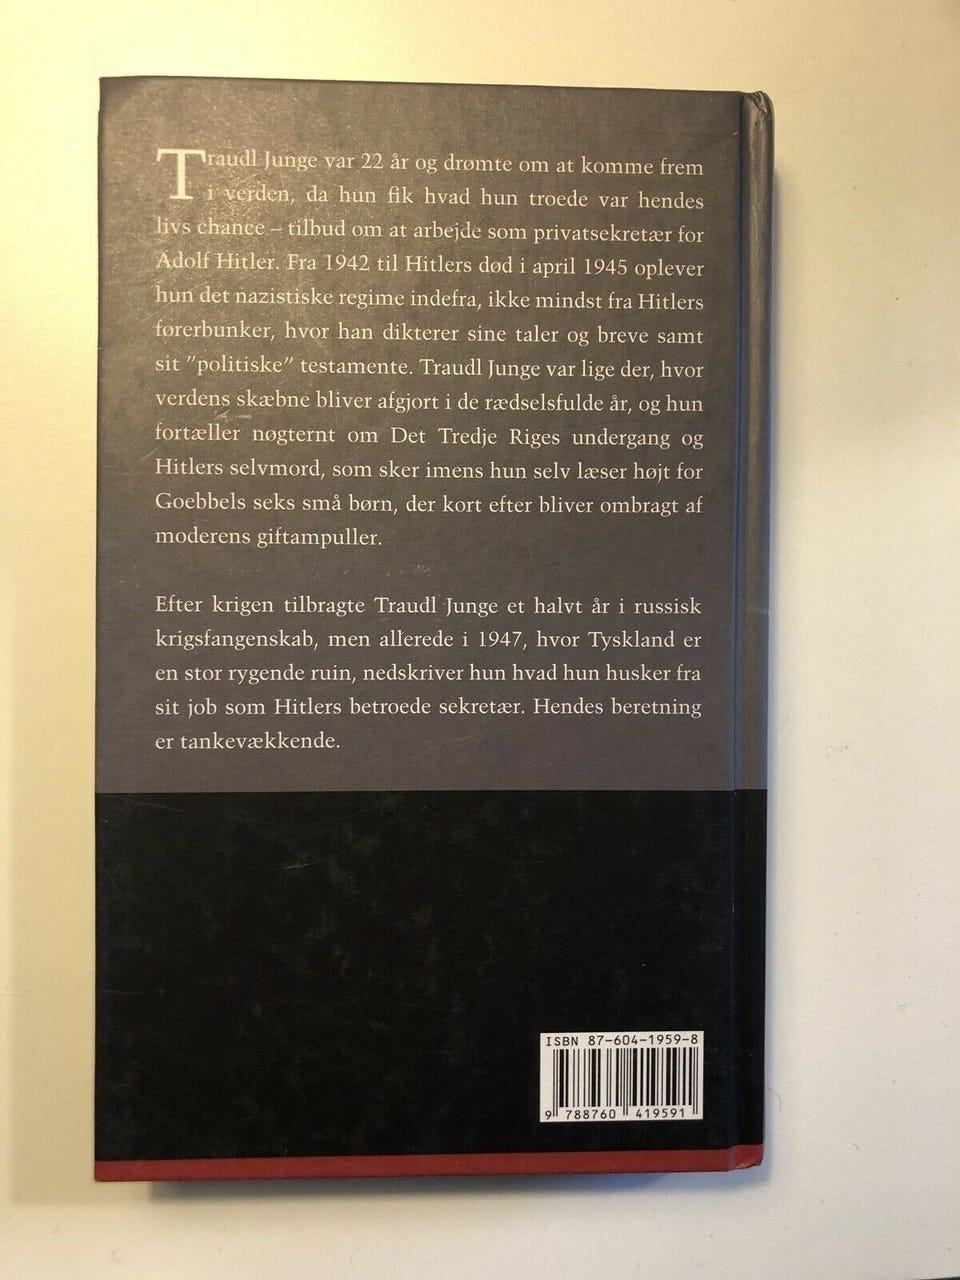 Traudl Junge var 22 år og drømte om at komme frem
i verden, da hun fik hvad hun troede var hendes
livs chance – tilbud om at arbejde som privatsekretær for
Adolf Hitler. Fra 1942 til Hitlers død i april 1945 oplever
hun det nazistiske regime indefra, ikke mindst fra Hitlers
førerbunker, hvor han dikterer sine taler og breve samt
sit ”politiske” testamente. Traudl Junge var lige der, hvor
verdens skæbne bliver afgjort i de rædselsfulde år, og hun
fortæller nøgternt om Det Tredje Riges undergang og
Hitlers selvmord, som sker imens hun selv læser højt for
Goebbels seks små børn, der kort efter bliver ombragt af
moderens giftampuller.
Efter krigen tilbragte Traudl Junge et halvt år i russisk
krigsfangenskab, men allerede i 1947, hvor Tyskland er
en stor rygende ruin, nedskriver hun hvad hun husker fra
sit job som Hitlers betroede sekretær. Hendes beretning
er tankevækkende.
ISBN 87-604-1959-8
9 788760 419591